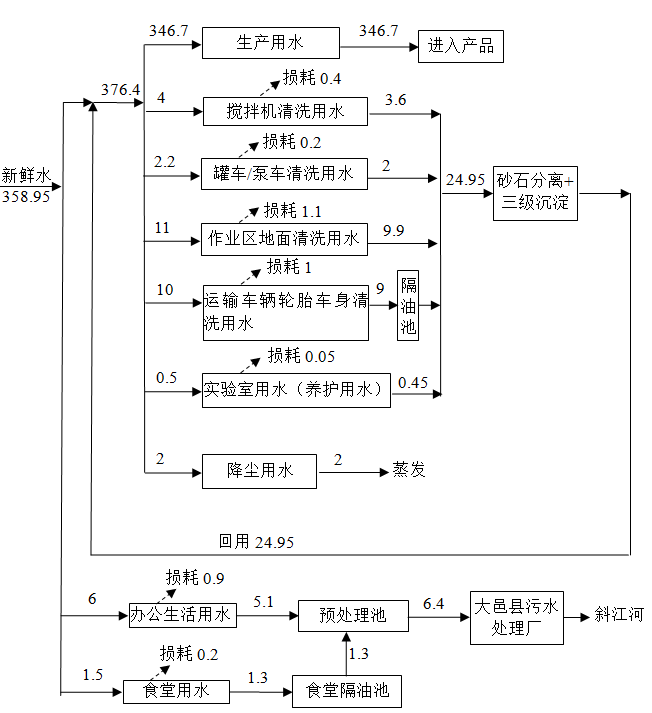 346.7
生产用水
346.7
进入产品
损耗 0.4
376.4
4
搅拌机清洗用水
3.6
损耗 0.2
新鲜水
358.95
2.2
罐车/泵车清洗用水
2
24.95
砂石分离+
三级沉淀
损耗 1.1
11
作业区地面清洗用水
9.9
损耗 1
10
运输车辆轮胎车身清
洗用水
9
隔
油
池
损耗 0.05
0.5
实验室用水（养护用水）
0.45
2
降尘用水
2
蒸发
回用 24.95
损耗 0.9
6
办公生活用水
5.1
预处理池
6.4
大邑县污水
处理厂
斜江河
损耗 0.2
1.3
1.5
食堂用水
1.3
食堂隔油池